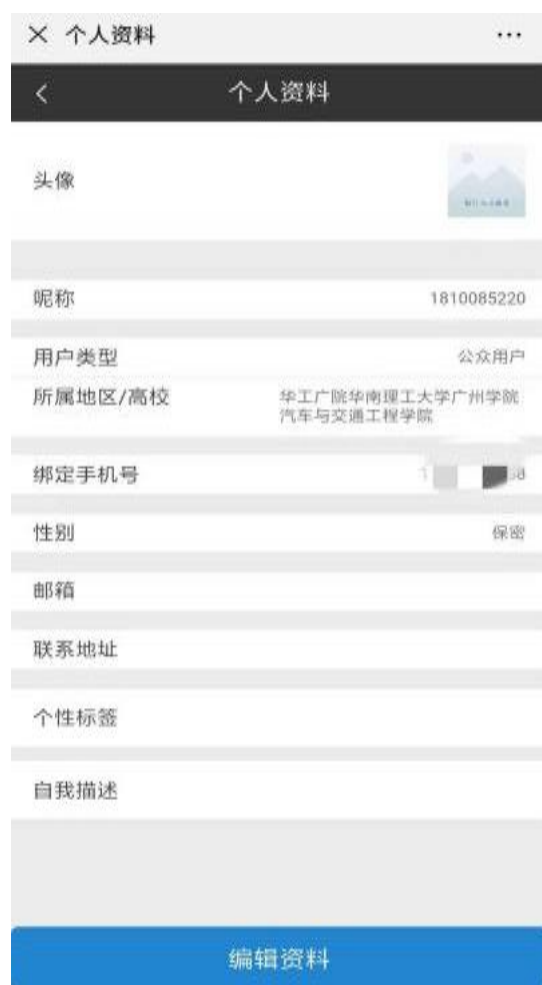 个人资料
个人资料
头像
昵称 1810085220
用户类型 公众用户
所属地区/高校 华工广院华南理工大学广州学院
汽车与交通工程学院
绑定手机号
性别 保密
邮箱
联系地址
个性标签
自我描述
编辑资料